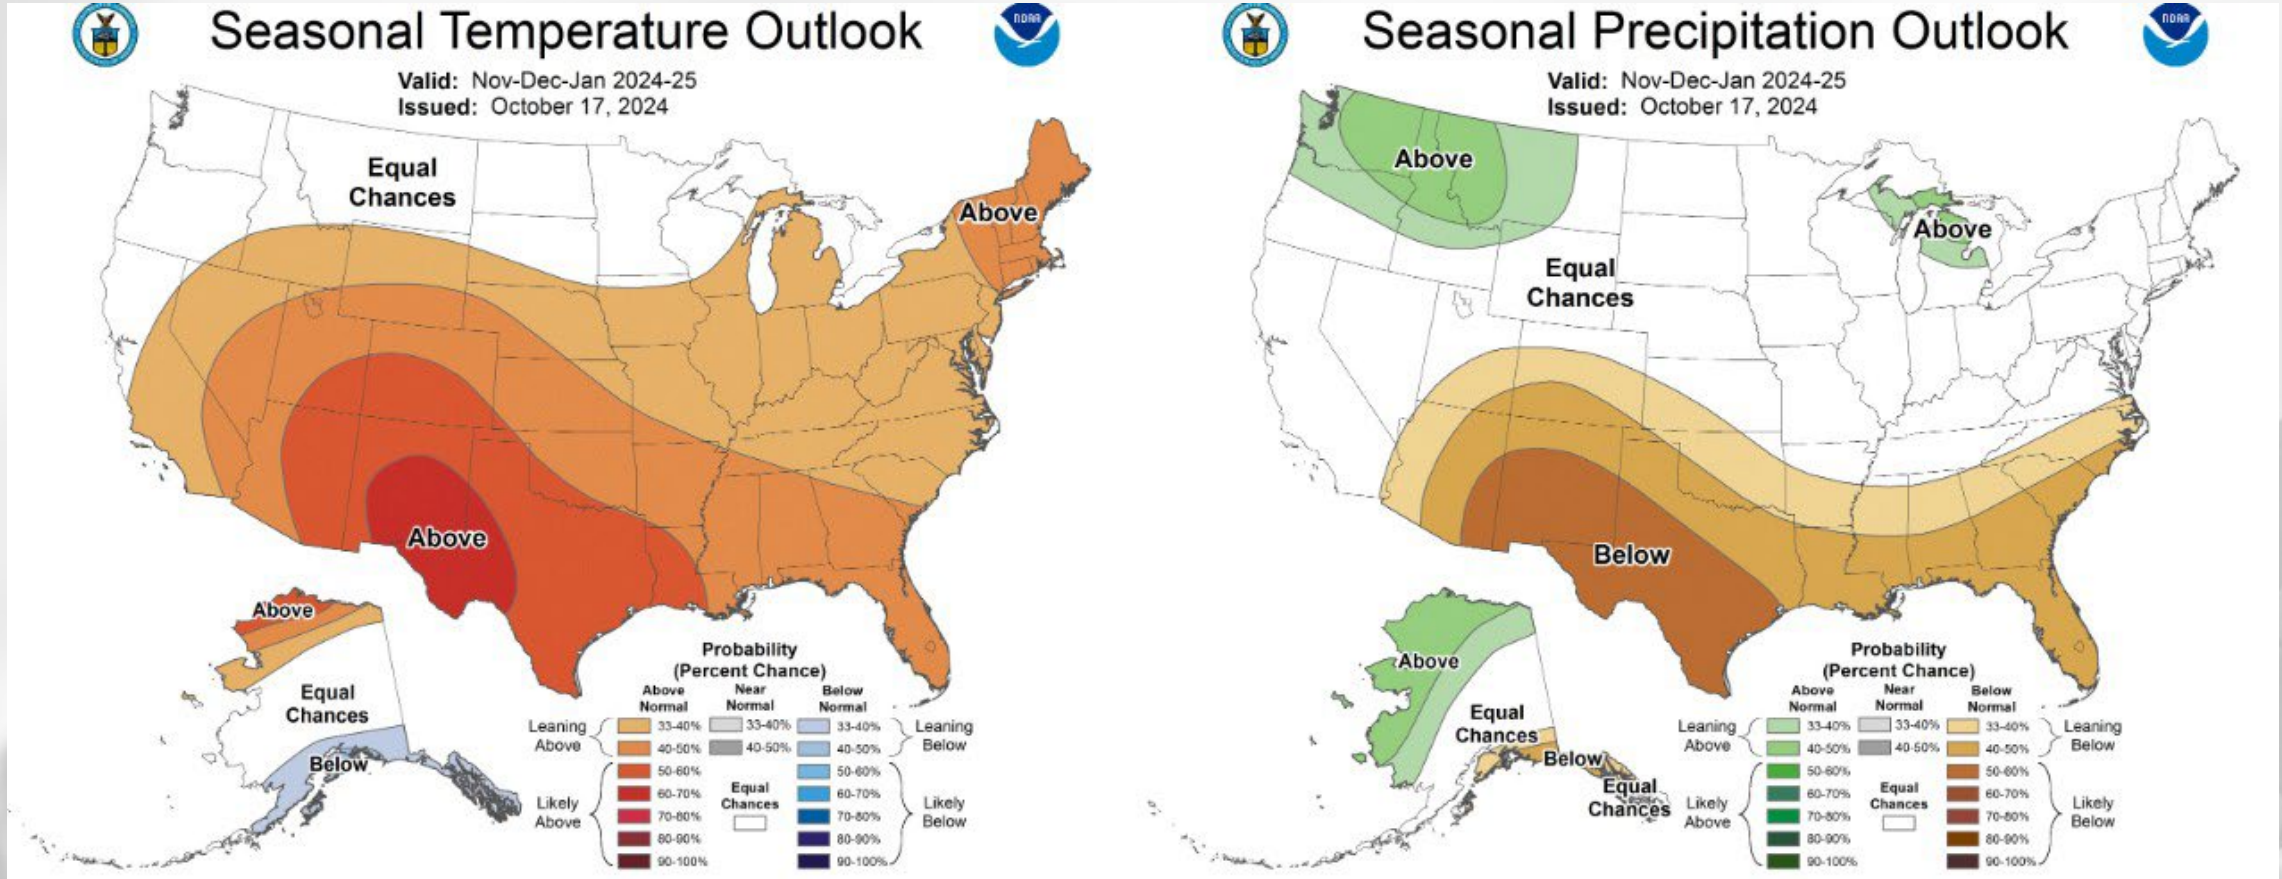 Seasonal Temperature Outlook
NOAA
Valid: Nov-Dec-Jan 2024-25
Issued: October 17, 2024
Equal
Chances
Above
Above
Above
Equal
Chances
Below
Probability
(Percent Chance)
Above
Normal
Near
Normal
Below
Normal
Leaning
Above
33-40%
33-40%
33-40%
Leaning
Below
40-50%
40-50%
40-50%
50-60%
50-60%
60-70%
Equal
Chances
60-70%
Likely
Above
70-80%
70-80%
Likely
Below
80-90%
80-90%
90-100%
90-100%
Seasonal Precipitation Outlook
NOAA
Valid: Nov-Dec-Jan 2024-25
Issued: October 17, 2024
Above
Above
Equal
Chances
Below
Above
Equal
Chances
Below
Equal
Chances
Probability
(Percent Chance)
Above
Normal
Near
Normal
Below
Normal
Leaning
Above
33-40%
33-40%
33-40%
Leaning
Below
40-50%
40-50%
40-50%
50-60%
50-60%
60-70%
Equal
Chances
60-70%
Likely
Above
70-80%
70-80%
Likely
Below
80-90%
80-90%
90-100%
90-100%